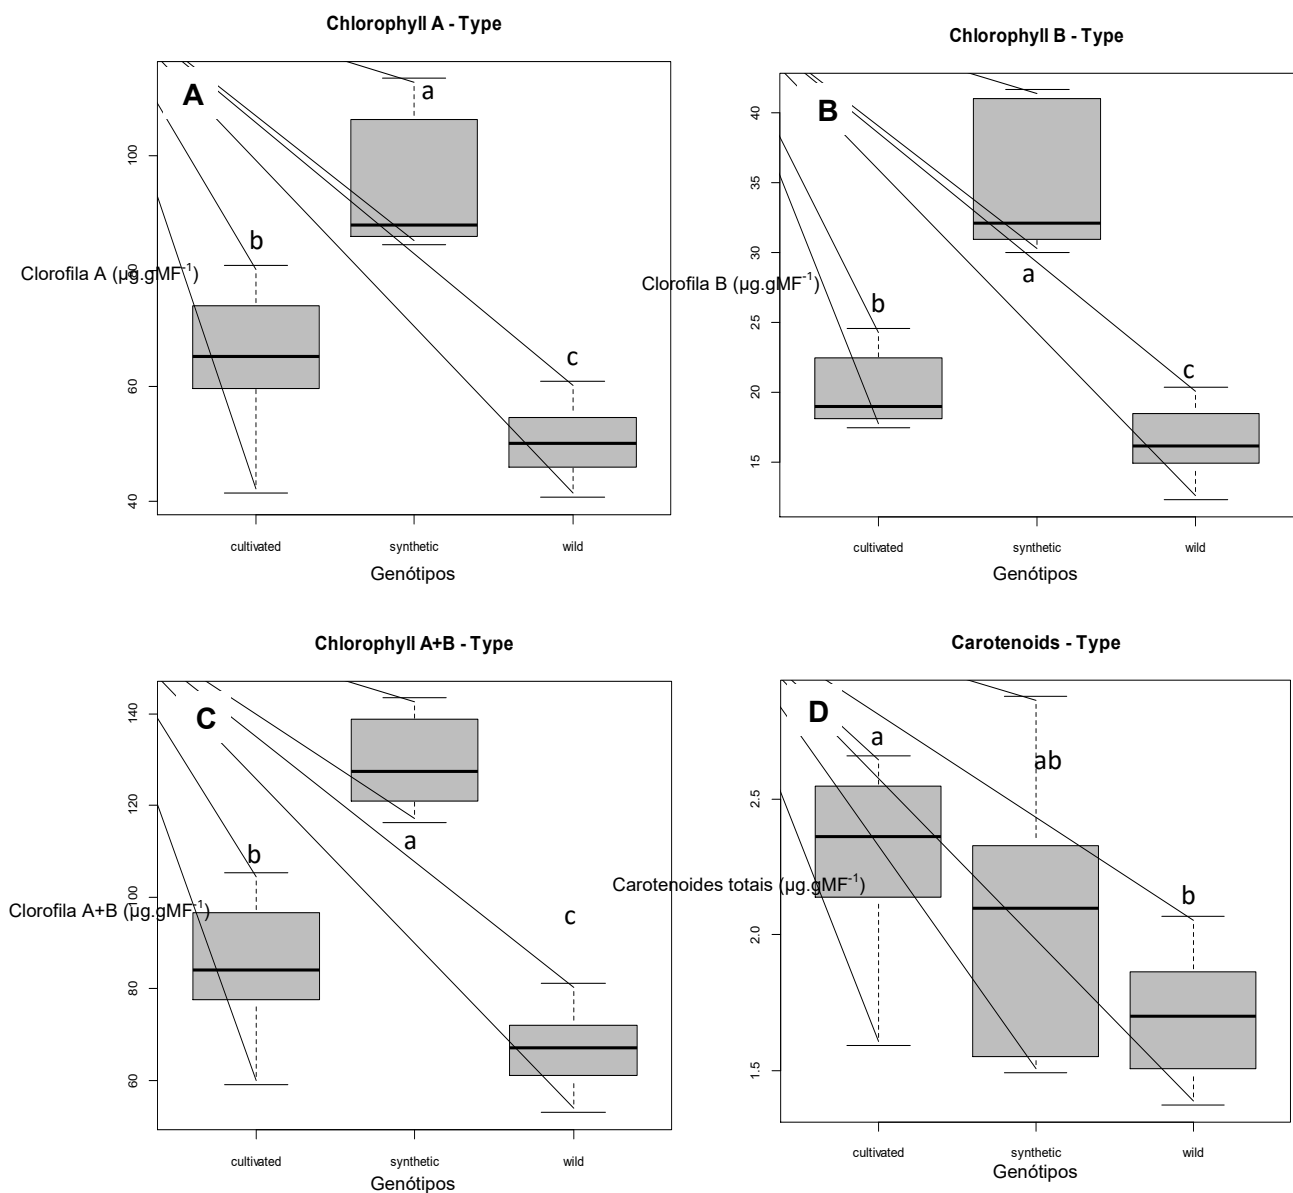 Chlorophyll A - Type
A
a
b
c
100
80
60
40
Clorofila A (µg.gMF-1)
cultivated synthetic wild
Genótipos
Chlorophyll B - Type
B
a
b
c
40
35
30
25
20
15
Clorofila B (µg.gMF-1)
cultivated synthetic wild
Genótipos
Chlorophyll A+B - Type
C
b
a
c
140
120
100
80
60
Clorofila A+B (µg.gMF-1)
cultivated synthetic wild
Genótipos
Carotenoids - Type
D
a
ab
b
2.5
2.0
1.5
Carotenoides totais (µg.gMF-1)
cultivated synthetic wild
Genótipos